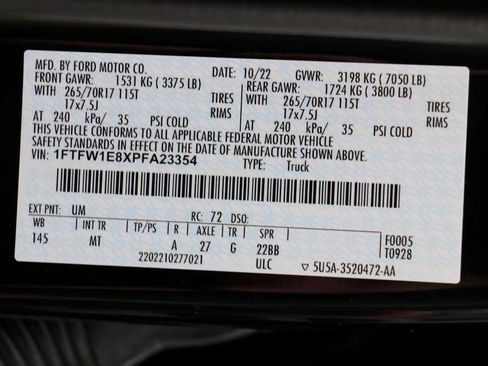 MFD. BY FORD MOTOR CO. 10/22 GVWR: 3198 KG ( 7050 LB)
FRONT GAWR: 1531 KG ( 3375 LB) REAR GAWR: 1724 KG ( 3800 LB)
WITH 265/70R17 115T TIRES WITH 265/70R17 115T TIRES
17x7.5J RIMS 17x7.5J RIMS
AT 240 kPa/ 35 PSI COLD AT 240 kPa/ 35 PSI COLD
THIS VEHICLE CONFORMS TO ALL APPLICABLE FEDERAL MOTOR VEHICLE
SAFETY STANDARDS IN EFFECT ON THE DATE OF MANUFACTURE SHOWN ABOVE.
VIN: 1FTFW1E8XPFA23354 TYPE: Truck
EXT PNT: UM RC: 72 DSO:
WB INT TR TP/PS R AXLE TR SPR F0005
145 MT A 27 G 22BB T0928
2202210277021 ULC 5U5A-3520472-AA